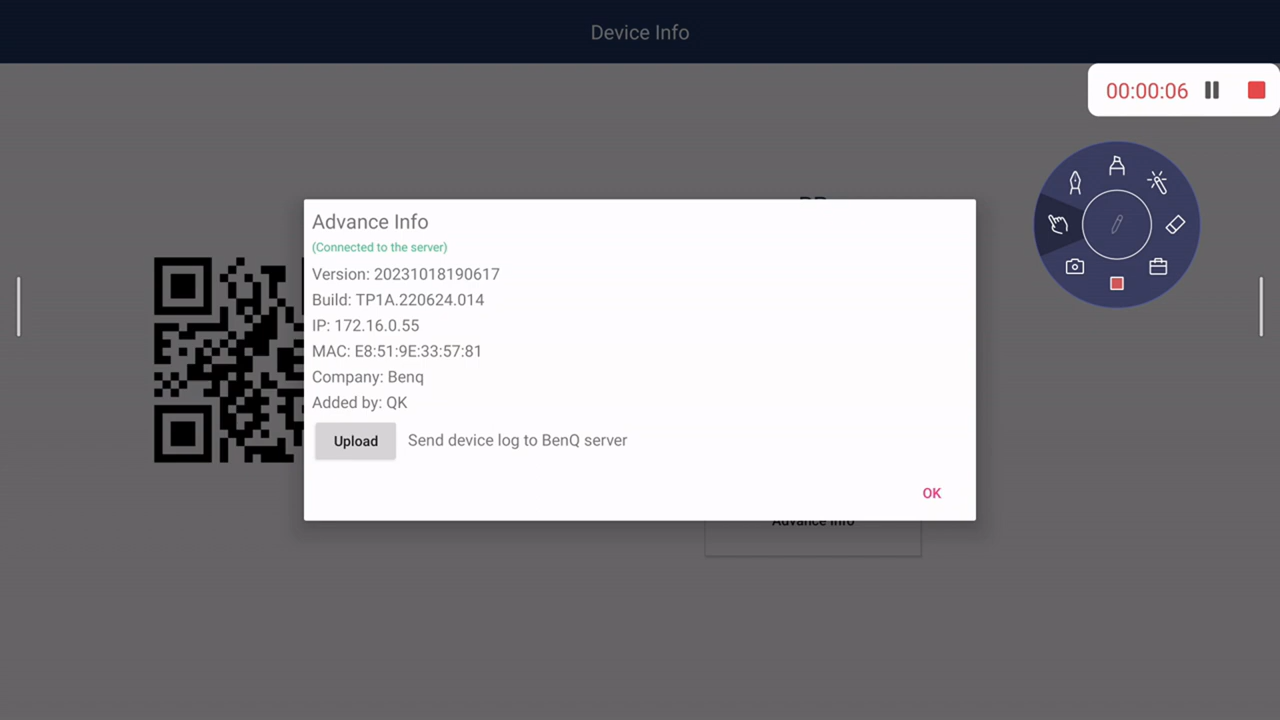 Device Info
00:00:06
Advance Info
(Connected to the server)
Version: 20231018190617
Build: TP1A.220624.014
IP: 172.16.0.55
MAC: E8:51:9E:33:57:81
Company: Benq
Added by: QK
Upload
Send device log to BenQ server
OK
Advance Info